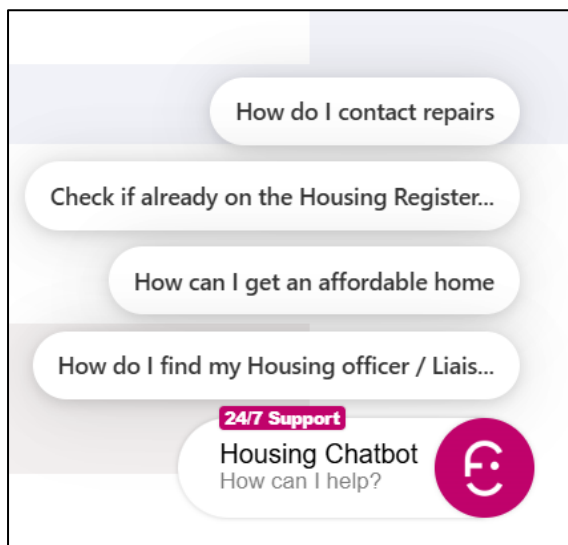 How do I contact repairs
Check if already on the Housing Register...
How can I get an affordable home
How do I find my Housing officer / Liais...
24/7 Support
Housing Chatbot
How can I help?